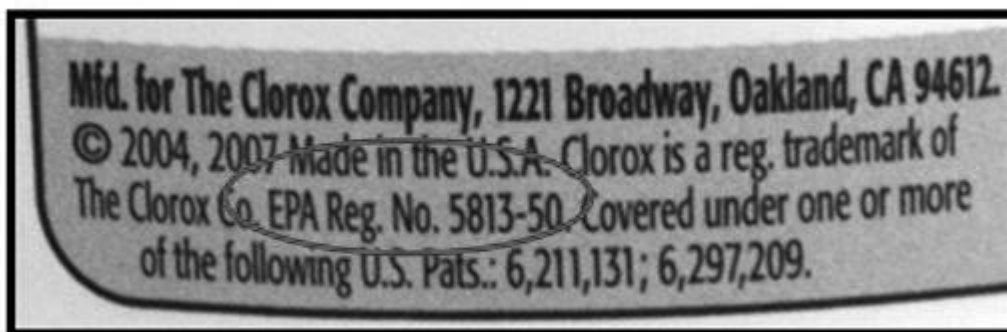 Mfd. for The Clorox Company, 1221 Broadway, Oakland, CA 94612.
© 2004, 2007 Made in the U.S.A. Clorox is a reg. trademark of
The Clorox Co. EPA Reg. No. 5813-50. Covered under one or more
of the following U.S. Pats.: 6,211,131; 6,297,209.